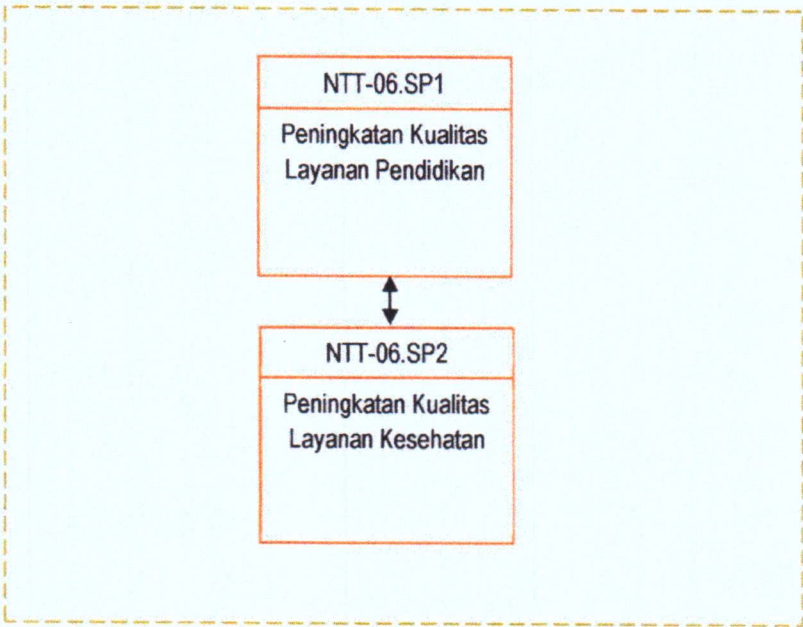 NTT-06.SP1
Peningkatan Kualitas
Layanan Pendidikan
NTT-06.SP2
Peningkatan Kualitas
Layanan Kesehatan